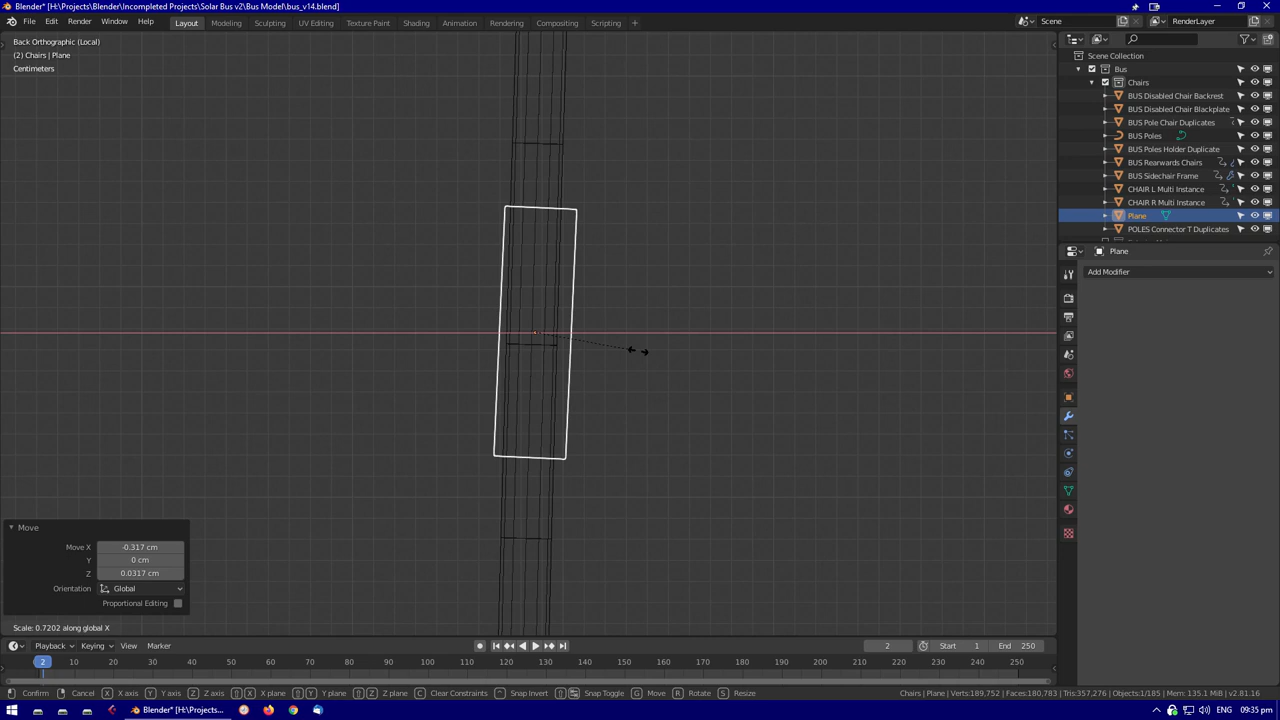 Blender* [H:\Projects\Blender\Incompleted Projects\Solar Bus v2\Bus Model\bus_v14.blend]
File Edit Render Window Help Layout Modeling Sculpting UV Editing Texture Paint Shading Animation Rendering Compositing Scripting Scene RenderLayer
Back Orthographic (Local)
(2) Chairs | Plane
Centimeters
Scene Collection
Bus
Chairs
BUS Disabled Chair Backrest
BUS Disabled Chair Blackplate
BUS Pole Chair Duplicates
BUS Poles
BUS Poles Holder Duplicate
BUS Rearwards Chairs
BUS Sidechair Frame
CHAIR L Multi Instance
CHAIR R Multi Instance
Plane
POLES Connector T Duplicates
Plane
Add Modifier
Move
Move X -0.317 cm
Y 0 cm
Z 0.0317 cm
Orientation Global
Proportional Editing
Scale: 0.7202 along global X
Playback Keying View Marker 2 Start 1 End 250
2 10 20 30 40 50 60 70 80 90 100 110 120 130 140 150 160 170 180 190 200 210 220 230 240 250
Confirm Cancel X X axis Y Y axis Z Z axis X X plane Y Y plane Z Z plane C Clear Constraints Snap Invert Snap Toggle G Move R Rotate S Resize Chairs | Plane | Verts:189,752 | Faces:180,783 | Tris:357,276 | Objects:1/185 | Mem: 135.1 MiB | v2.81.16
Blender* [H:\Projects... ENG 09:35 pm